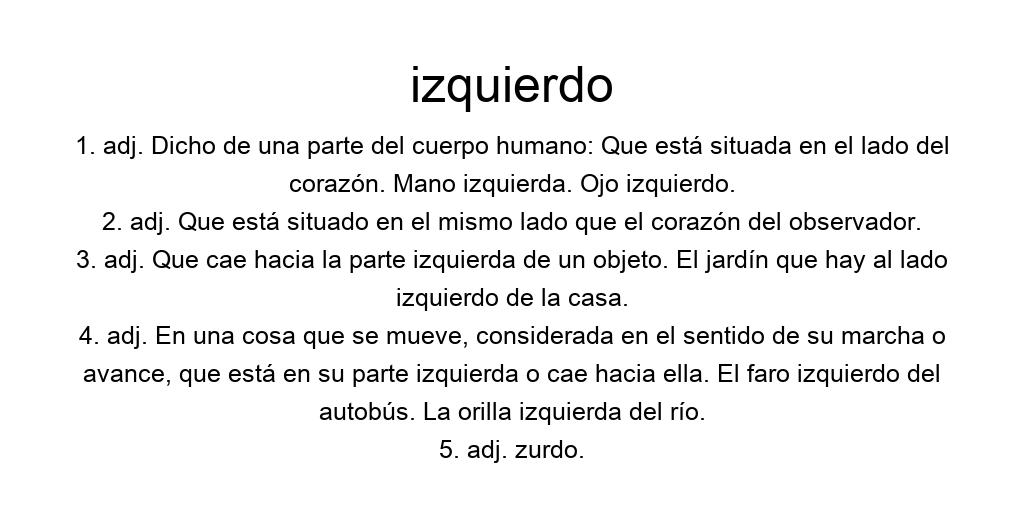 izquierdo
1. adj. Dicho de una parte del cuerpo humano: Que está situada en el lado del
corazón. Mano izquierda. Ojo izquierdo.
2. adj. Que está situado en el mismo lado que el corazón del observador.
3. adj. Que cae hacia la parte izquierda de un objeto. El jardín que hay al lado
izquierdo de la casa.
4. adj. En una cosa que se mueve, considerada en el sentido de su marcha o
avance, que está en su parte izquierda o cae hacia ella. El faro izquierdo del
autobús. La orilla izquierda del río.
5. adj. zurdo.